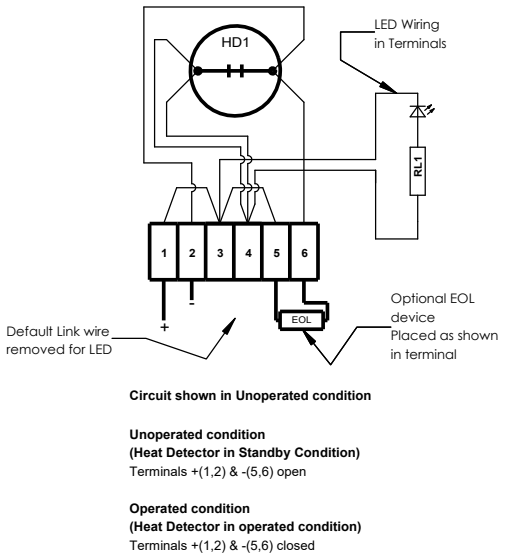 HD1
LED Wiring
in Terminals
RL1
1 2 3 4 5 6
+ -
EOL
Default Link wire
removed for LED
Optional EOL
device
Placed as shown
in terminal
Circuit shown in Unoperated condition
Unoperated condition
(Heat Detector in Standby Condition)
Terminals +(1,2) & -(5,6) open
Operated condition
(Heat Detector in operated condition)
Terminals +(1,2) & -(5,6) closed